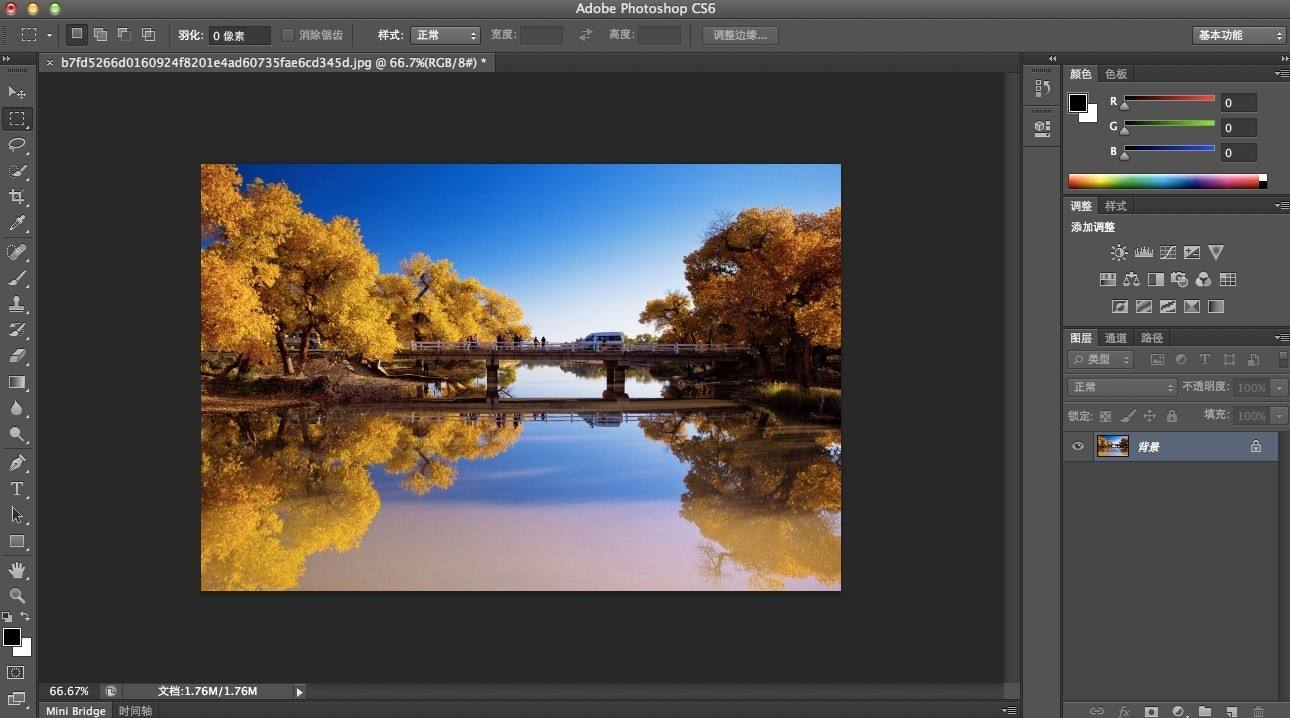 Adobe Photoshop CS6
羽化: 0 像素 消除锯齿 样式: 正常 宽度: 高度: 调整边缘... 基本功能
× b7fd5266d0160924f8201e4ad60735fae6cd345d.jpg @ 66.7%(RGB/8#) *
颜色 色板
R 0
G 0
B 0
调整 样式
添加调整
图层 通道 路径
类型
正常 不透明度: 100%
锁定: 填充: 100%
背景
66.67% 文档:1.76M/1.76M
Mini Bridge 时间轴
fx